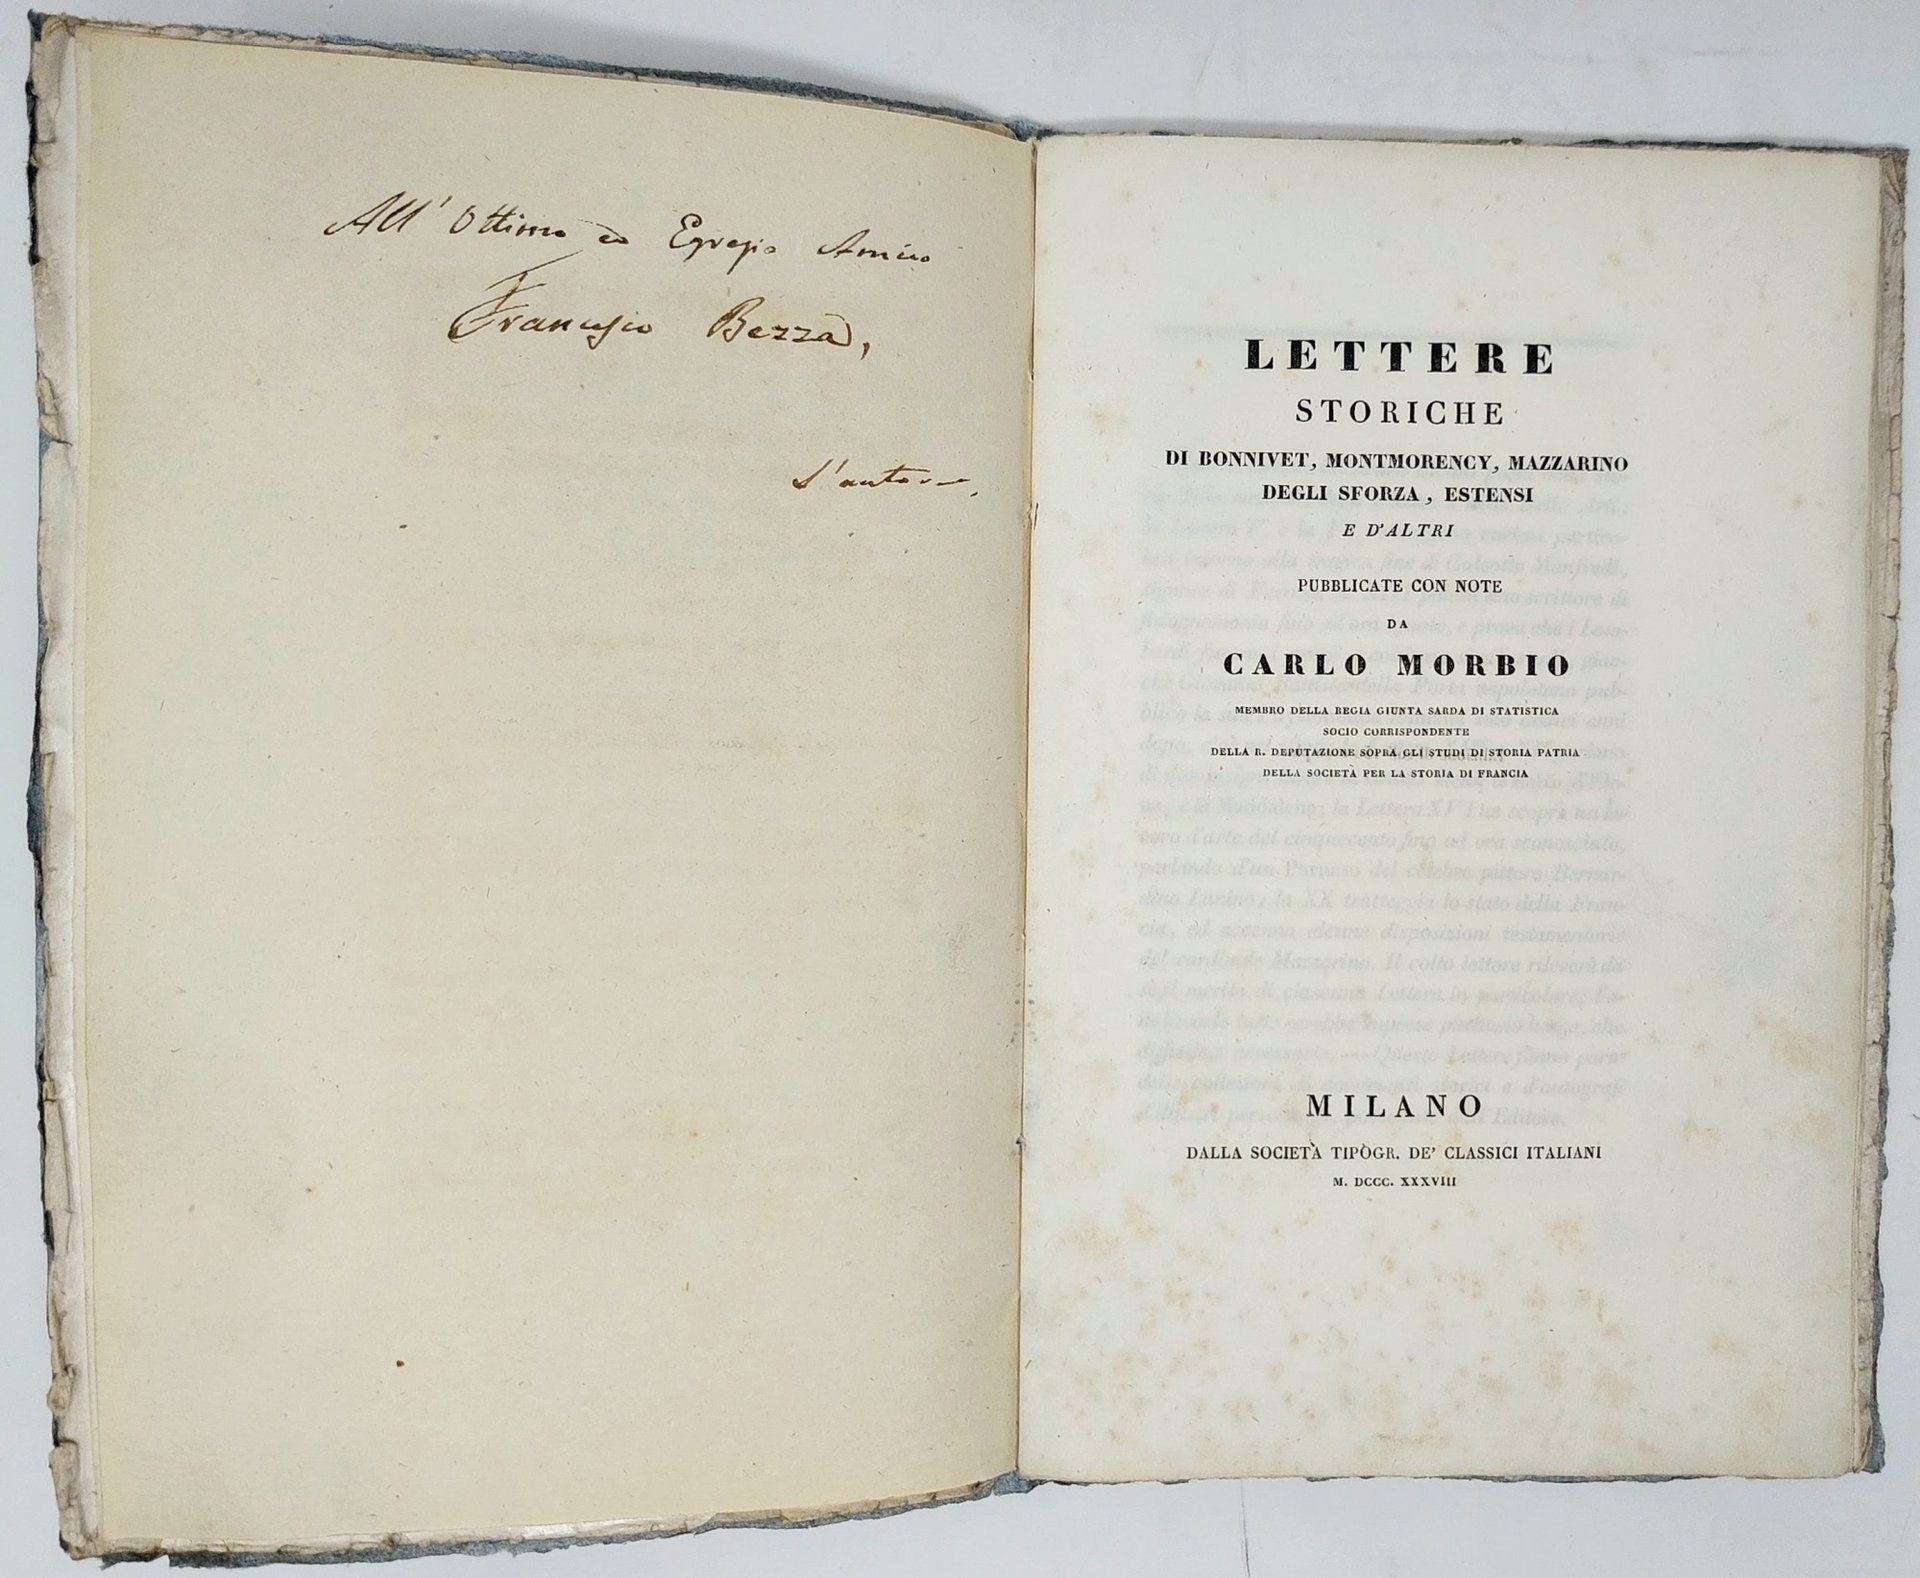 All' Ottimo ed Egregio Amico
Francesco Bezza,
L'autore,
LETTERE
STORICHE
DI BONNIVET, MONTMORENCY, MAZZARINO
DEGLI SFORZA, ESTENSI
E D'ALTRI
PUBBLICATE CON NOTE
DA
CARLO MORBIO
MEMBRO DELLA REGIA GIUNTA SARDA DI STATISTICA
SOCIO CORRISPONDENTE
DELLA R. DEPUTAZIONE SOPRA GLI STUDI DI STORIA PATRIA
DELLA SOCIETÀ PER LA STORIA DI FRANCIA
MILANO
DALLA SOCIETÀ TIPOGR. DE' CLASSICI ITALIANI
M. DCCC. XXXVIII